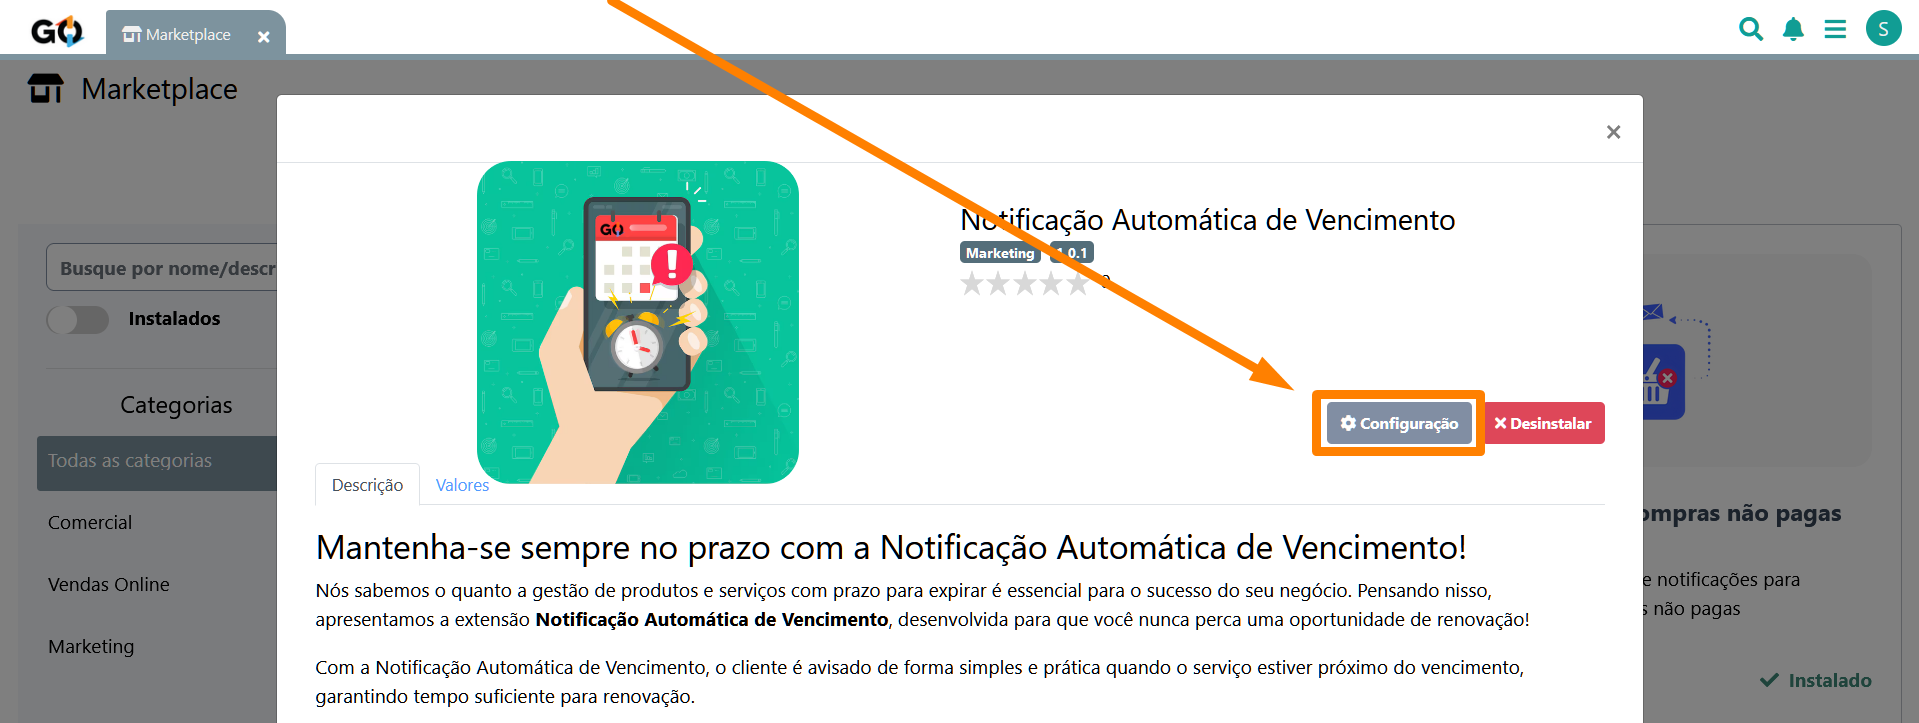 GO
Marketplace
S
Marketplace
Busque por nome/descr
Instalados
Categorias
Todas as categorias
Comercial
Vendas Online
Marketing
GO
Notificação Automática de Vencimento
Marketing 1.0.1
Configuração
Desinstalar
Descrição
Valores
Mantenha-se sempre no prazo com a Notificação Automática de Vencimento!
Nós sabemos o quanto a gestão de produtos e serviços com prazo para expirar é essencial para o sucesso do seu negócio. Pensando nisso,
apresentamos a extensão Notificação Automática de Vencimento, desenvolvida para que você nunca perca uma oportunidade de renovação!
Com a Notificação Automática de Vencimento, o cliente é avisado de forma simples e prática quando o serviço estiver próximo do vencimento,
garantindo tempo suficiente para renovação.
ompras não pagas
e notificações para
s não pagas
Instalado